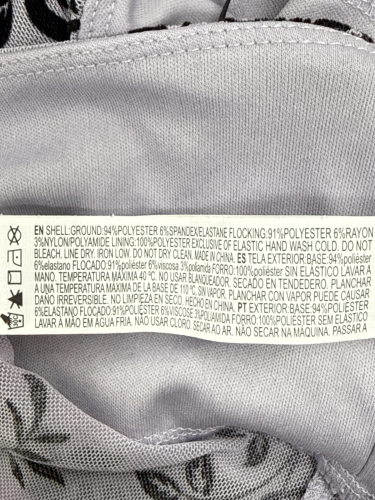 EN SHELL:GROUND:94%POLYESTER 6%SPANDEX/ELASTANE FLOCKING:91%POLYESTER 6%RAYON
3%NYLON/POLYAMIDE LINING:100%POLYESTER EXCLUSIVE OF ELASTIC HAND WASH COLD. DO NOT
BLEACH. LINE DRY. IRON LOW. DO NOT DRY CLEAN. MADE IN CHINA. ES TELA EXTERIOR:BASE:94%POLIÉSTER
6%elastano FLOCADO:91%poliéster 6%viscosa 3%poliamida FORRO:100%poliéster SIN ELÁSTICO LAVAR A
MANO. TEMPERATURA MÁXIMA 40 ºC. NO USAR BLANQUEADOR. SECADO EN TENDEDERO. PLANCHAR
A UNA TEMPERATURA MÁXIMA DE LA BASE DE 110 ºC SIN VAPOR. PLANCHAR CON VAPOR PUEDE CAUSAR
DAÑO IRREVERSIBLE. NO LIMPIEZA EN SECO. HECHO EN CHINA. PT EXTERIOR:BASE:94%POLIÉSTER
6%ELASTANO FLOCADOS:91%POLIÉSTER 6%VISCOSE 3%POLIAMIDA FORRO:100%POLIÉSTER SEM ELÁSTICO
LAVAR À MÃO EM ÁGUA FRIA. NÃO USAR CLORO. SECAR AO AR. NÃO SECAR NA MÁQUINA. PASSAR A